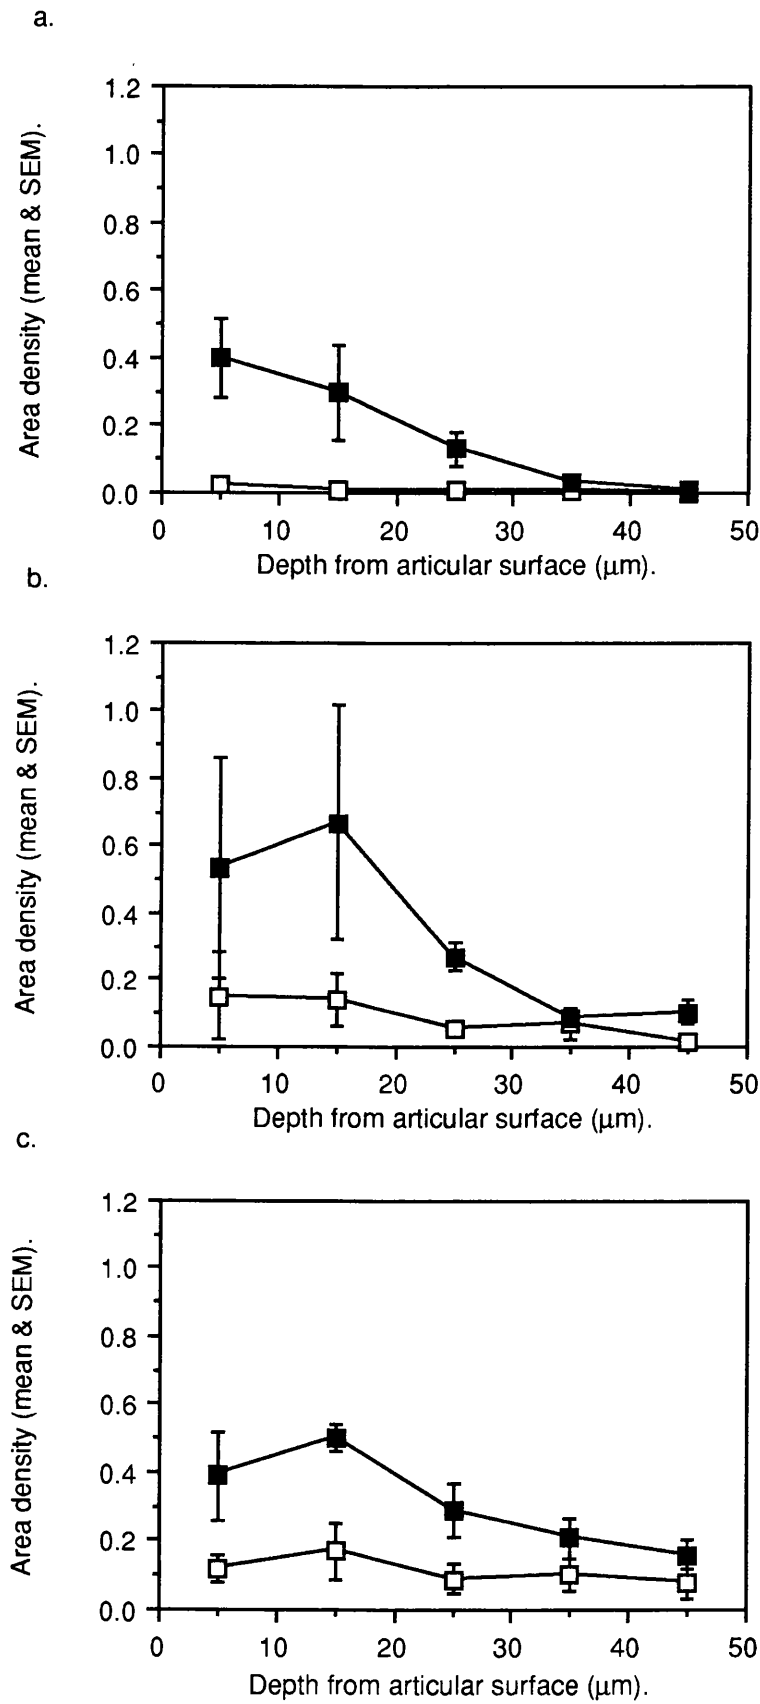 a.
Area density (mean & SEM).
1.2
1.0
0.8
0.6
0.4
0.2
0.0
0 10 20 30 40 50
Depth from articular surface (μm).
b.
Area density (mean & SEM).
1.2
1.0
0.8
0.6
0.4
0.2
0.0
0 10 20 30 40 50
Depth from articular surface (μm).
c.
Area density (mean & SEM).
1.2
1.0
0.8
0.6
0.4
0.2
0.0
0 10 20 30 40 50
Depth from articular surface (μm).